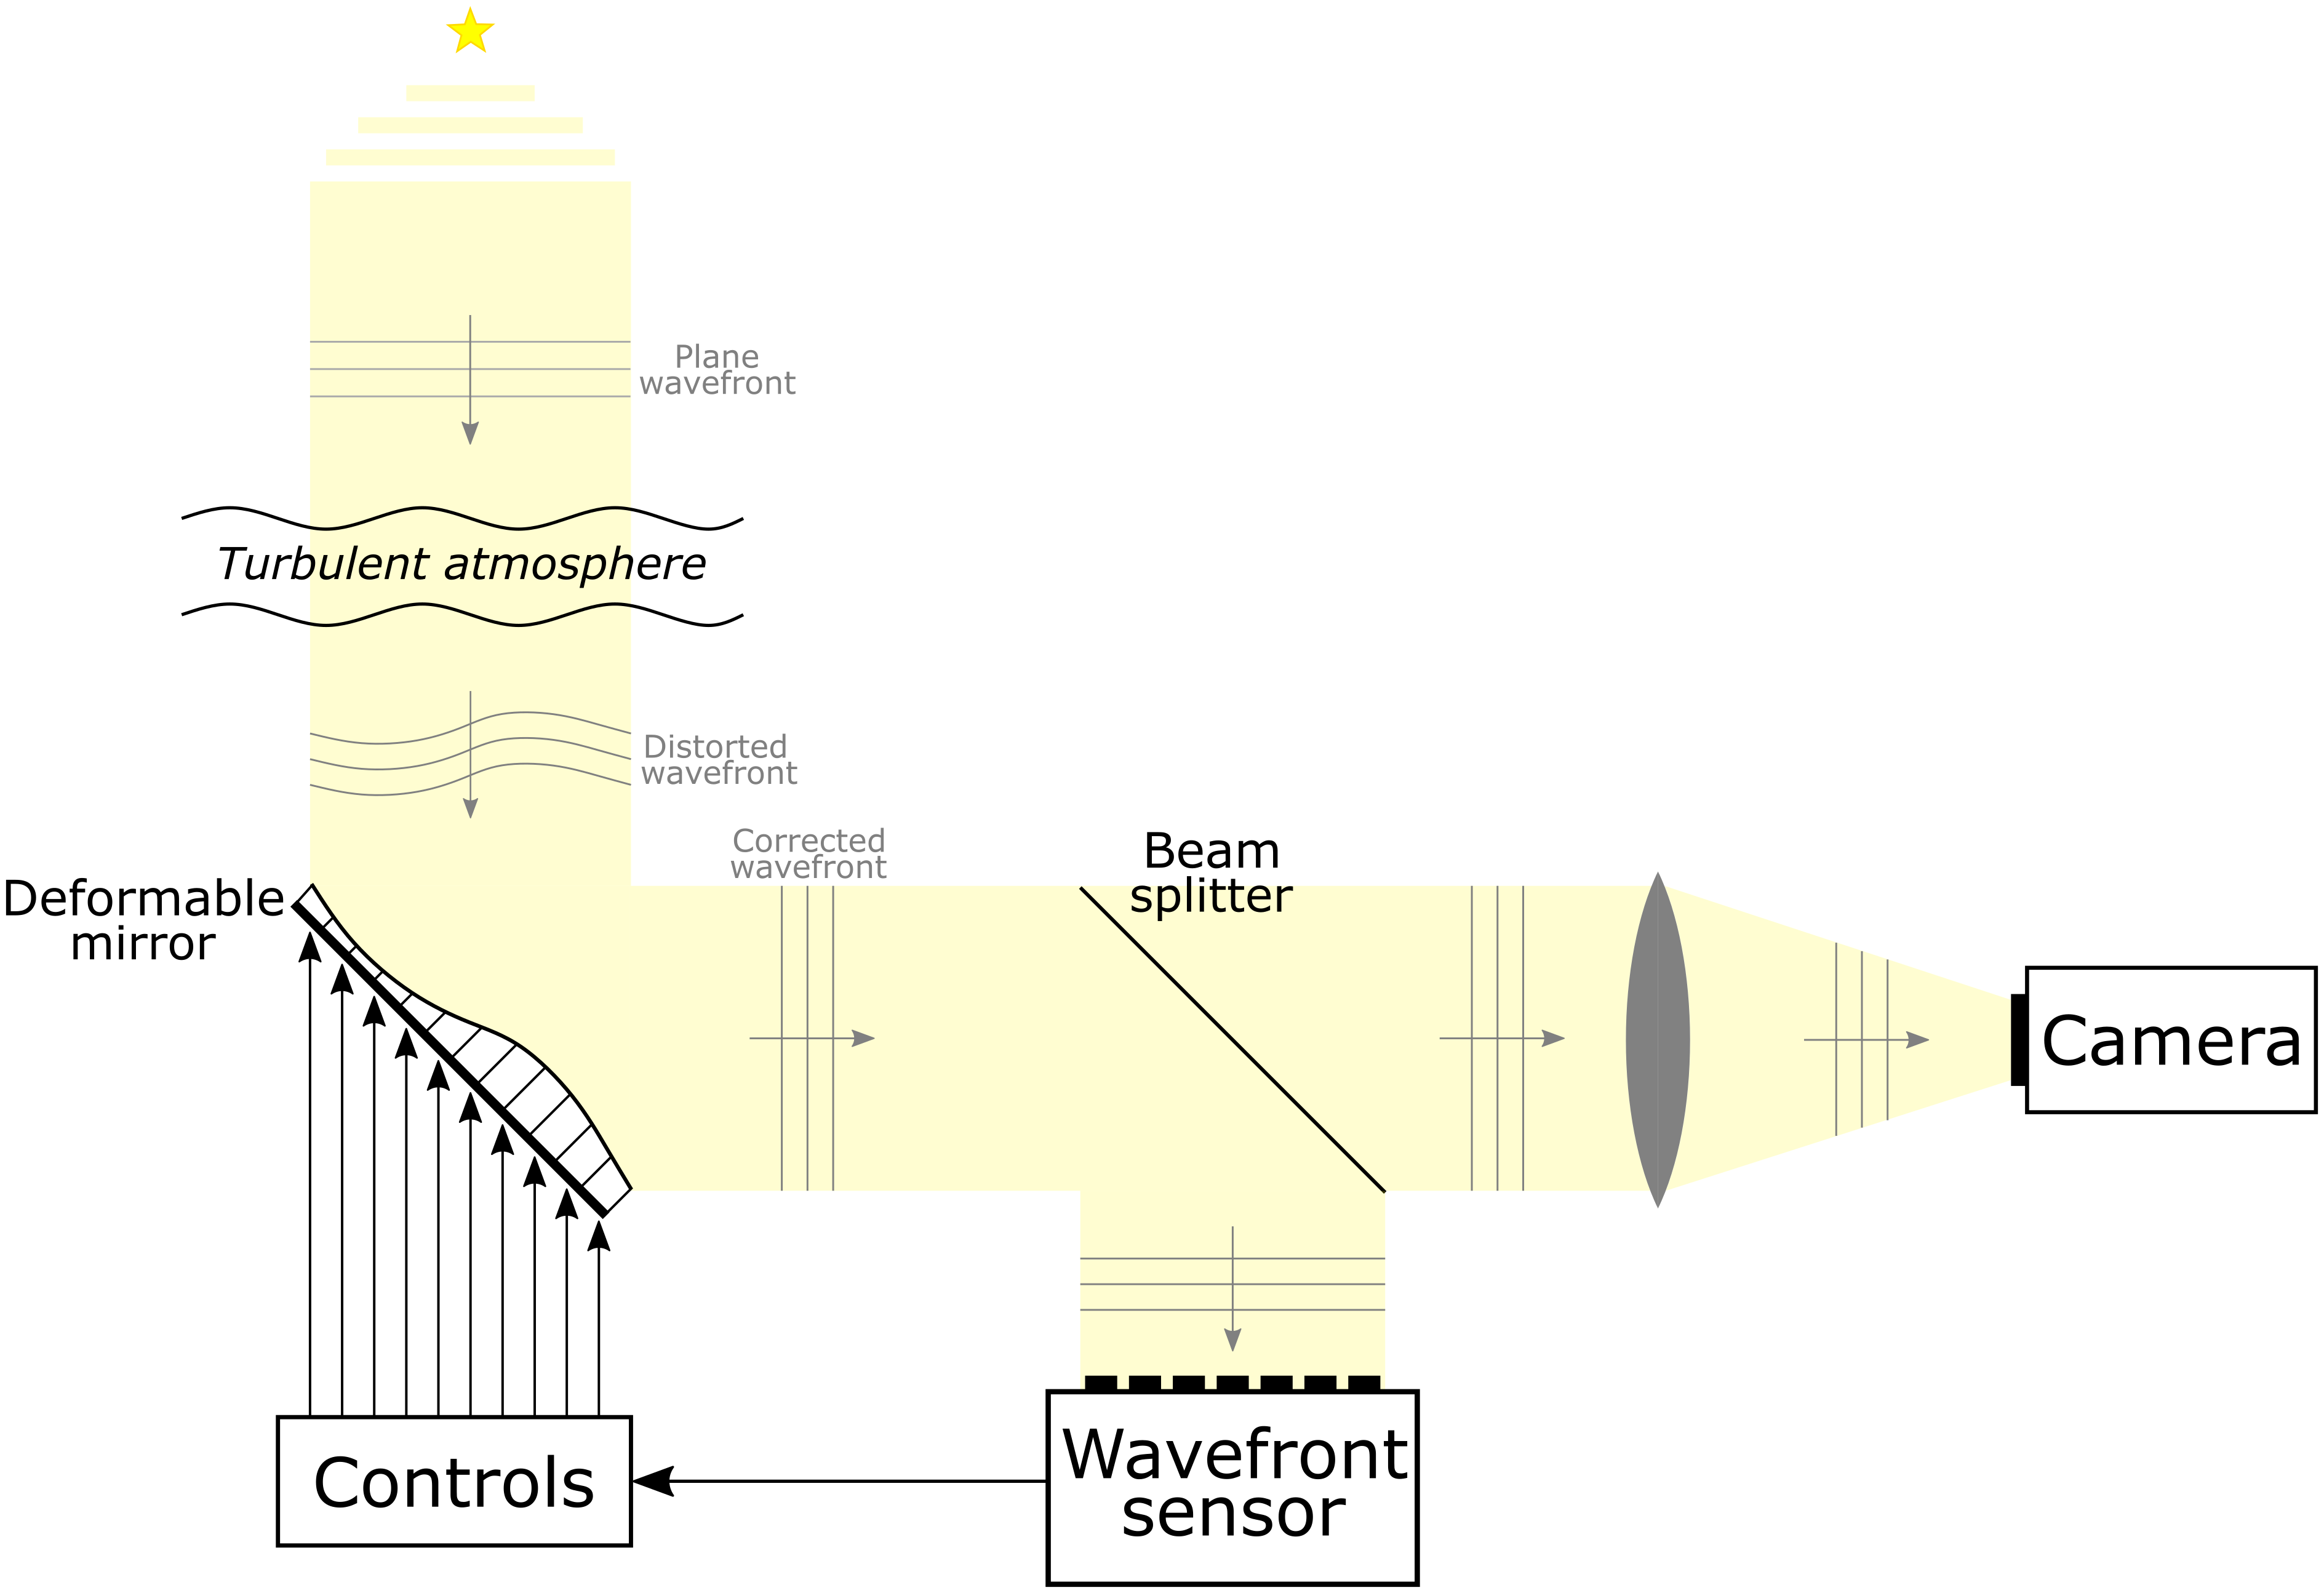 Plane
wavefront
Turbulent atmosphere
Distorted
wavefront
Corrected
wavefront
Beam
splitter
Deformable
mirror
Camera
Controls
Wavefront
sensor